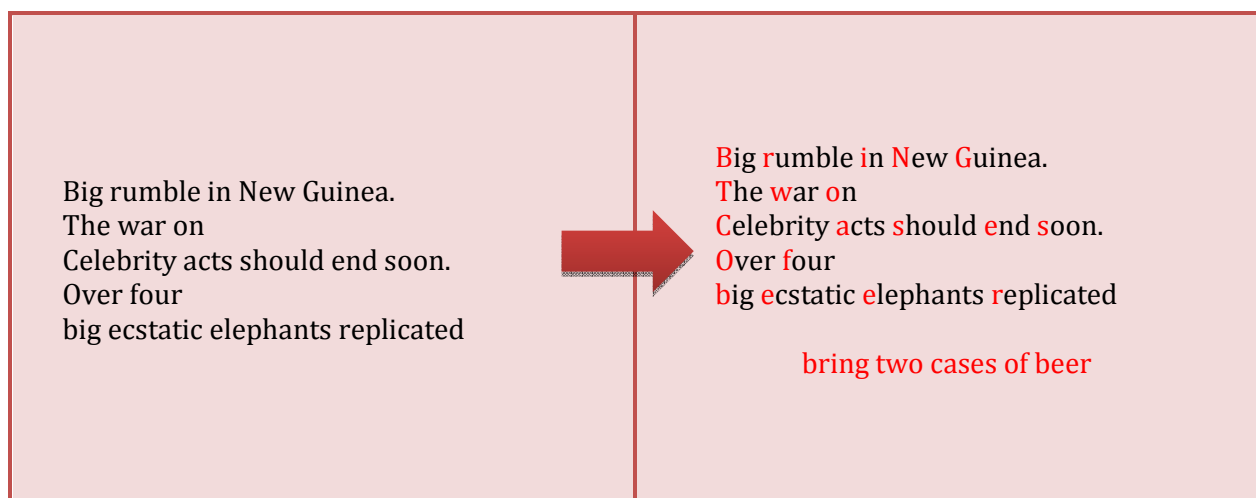 Big rumble in New Guinea.
The war on
Celebrity acts should end soon.
Over four
big ecstatic elephants replicated
Big rumble in New Guinea.
The war on
Celebrity acts should end soon.
Over four
big ecstatic elephants replicated
bring two cases of beer